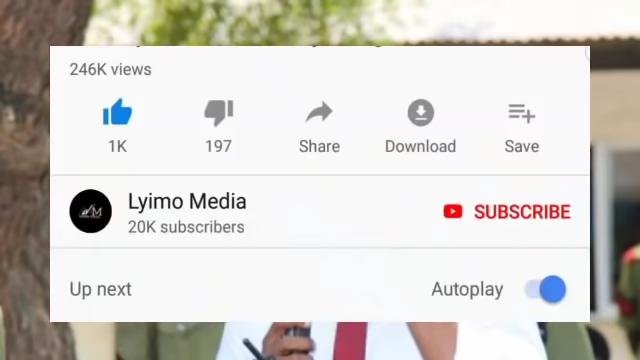 246K views
1K
197
Share
Download
Save
Lyimo Media
20K subscribers
SUBSCRIBE
Up next
Autoplay